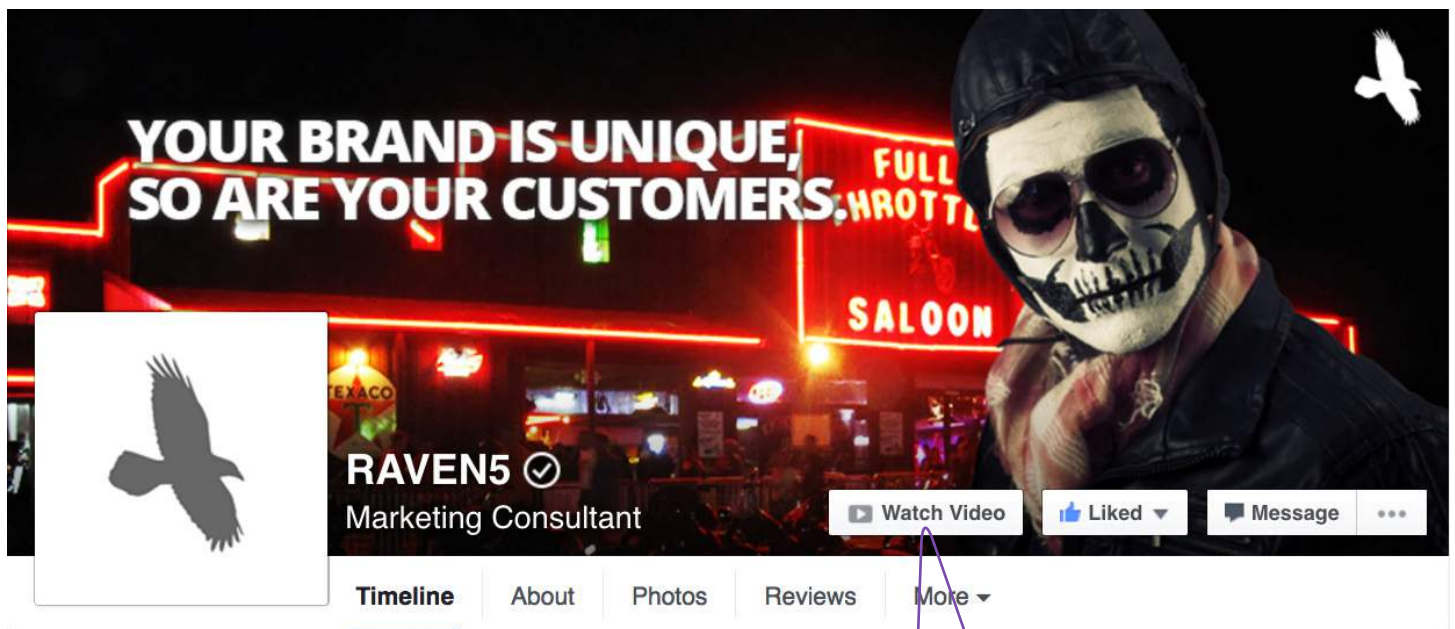 YOUR BRAND IS UNIQUE,
SO ARE YOUR CUSTOMERS.
FULL
SALOON
TEXACO
RAVEN5
Marketing Consultant
Watch Video
Liked
Message
Timeline
About
Photos
Reviews
More